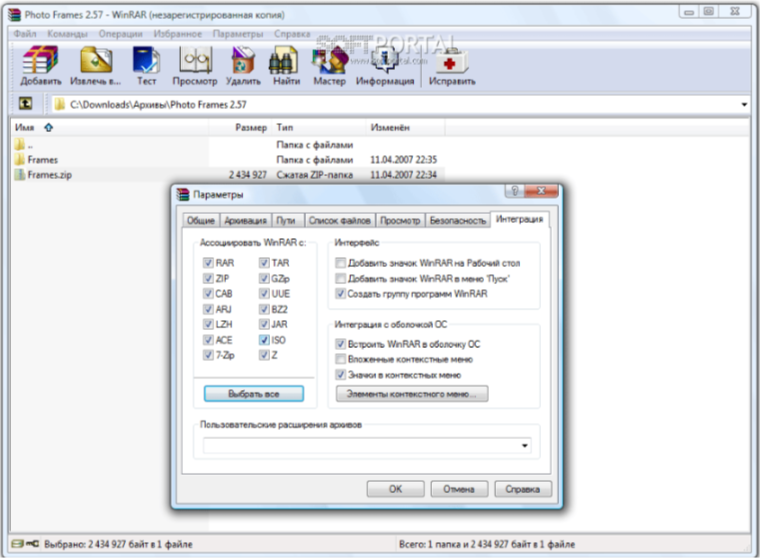 Photo Frames 2.57 - WinRAR (незарегистрированная копия)
Файл Команды Операции Избранное Параметры Справка
SOFTPORTAL
www.softportal.com
Добавить Извлечь в... Тест Просмотр Удалить Найти Мастер Информация Исправить
C:\Downloads\Архивы\Photo Frames 2.57
Имя Размер Тип Изменён
.. Папка с файлами
Frames Папка с файлами 11.04.2007 22:35
Frames.zip 2 434 927 Сжатая ZIP-папка 11.04.2007 22:34
Параметры
Общие Архивация Пути Список файлов Просмотр Безопасность Интеграция
Ассоциировать WinRAR с:
RAR TAR
ZIP GZip
CAB UUE
ARJ BZ2
LZH JAR
ACE ISO
7-Zip Z
Выбрать все
Интерфейс
Добавить значок WinRAR на Рабочий стол
Добавить значок WinRAR в меню 'Пуск'
Создать группу программ WinRAR
Интеграция с оболочкой ОС
Встроить WinRAR в оболочку ОС
Вложенные контекстные меню
Значки в контекстных меню
Элементы контекстного меню...
Пользовательские расширения архивов
OK Отмена Справка
Выбрано: 2 434 927 байт в 1 файле Всего: 1 папка и 2 434 927 байт в 1 файле